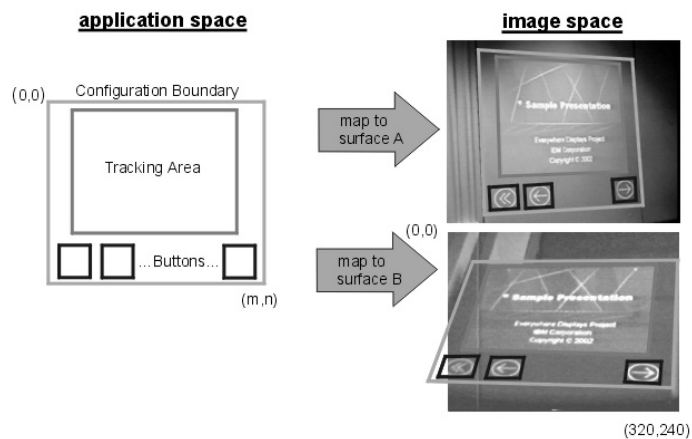 application space
image space
(0,0)
Configuration Boundary
Tracking Area
...Buttons...
(m,n)
map to
surface A
* Sample Presentation
Everywhere Displays Project
IBM Corporation
Copyright © 2002
(0,0)
map to
surface B
* Sample Presentation
Everywhere Displays Project
IBM Corporation
Copyright © 2002
(320,240)